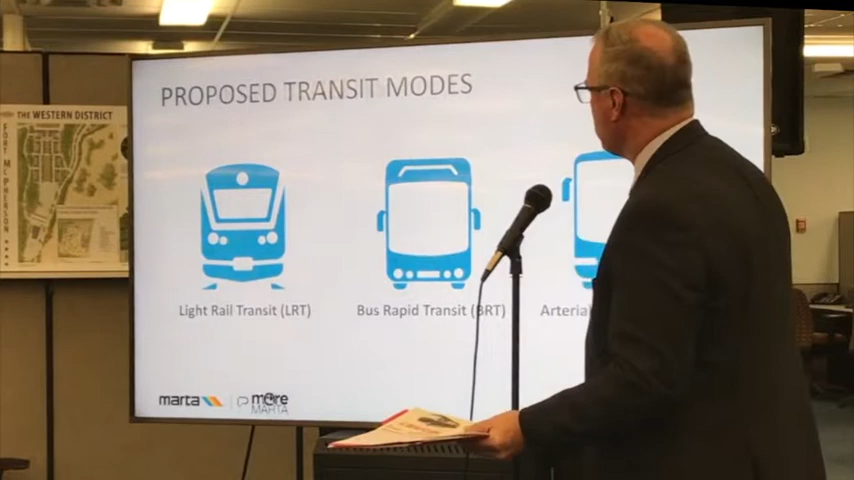 PROPOSED TRANSIT MODES
THE WESTERN DISTRICT
FORT MCPHERSON
Light Rail Transit (LRT)
Bus Rapid Transit (BRT)
Arteria
marta
more
MARTA